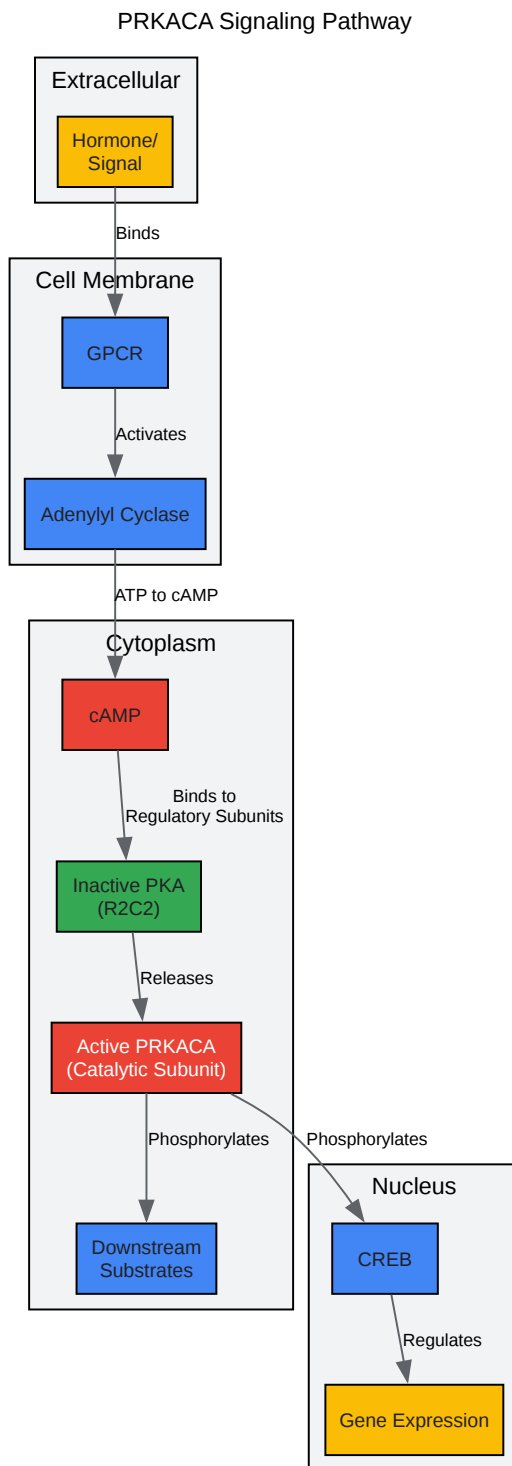 PRKACA Signaling Pathway
Extracellular
Hormone/
Signal
Binds
Cell Membrane
GPCR
Activates
Adenylyl Cyclase
ATP to cAMP
Cytoplasm
cAMP
Binds to
Regulatory Subunits
Inactive PKA
(R2C2)
Releases
Active PRKACA
(Catalytic Subunit)
Phosphorylates
Phosphorylates
Nucleus
Downstream
Substrates
CREB
Regulates
Gene Expression